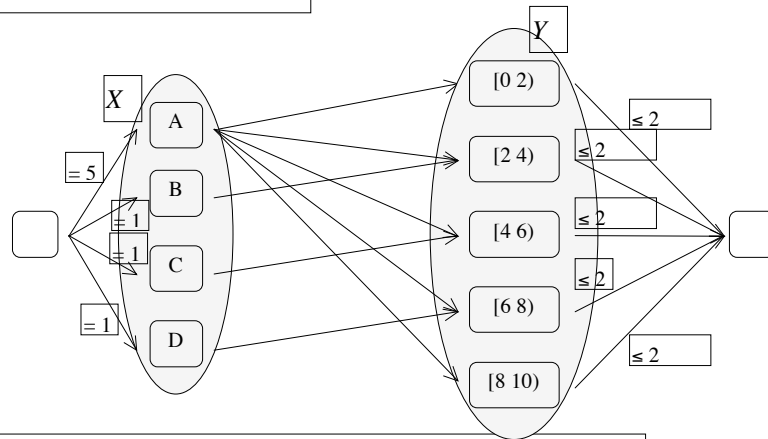 Y
X
A
B
C
D
= 5
= 1
= 1
= 1
[0 2)
[2 4)
[4 6)
[6 8)
[8 10)
≤ 2
≤ 2
≤ 2
≤ 2
≤ 2